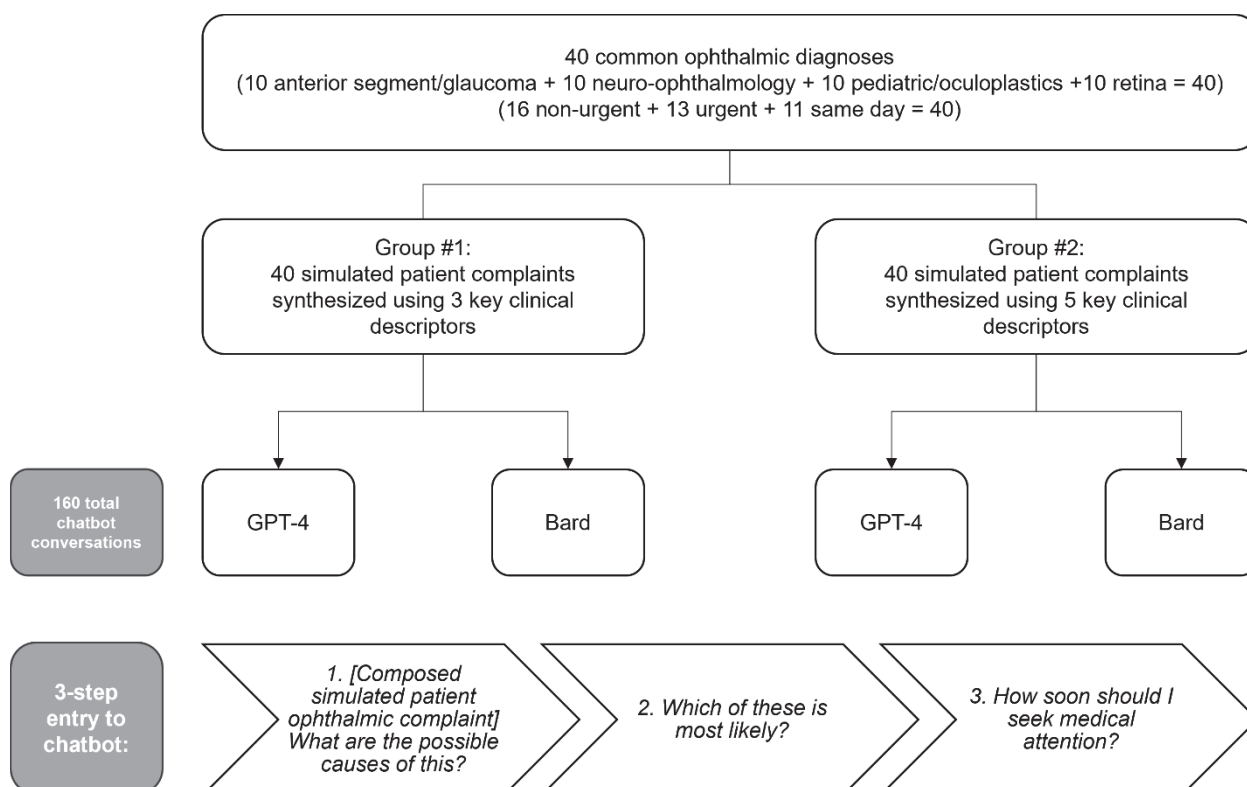 40 common ophthalmic diagnoses
(10 anterior segment/glaucoma + 10 neuro-ophthalmology + 10 pediatric/oculoplastics +10 retina = 40)
(16 non-urgent + 13 urgent + 11 same day = 40)
Group #1:
40 simulated patient complaints
synthesized using 3 key clinical
descriptors
Group #2:
40 simulated patient complaints
synthesized using 5 key clinical
descriptors
160 total
chatbot
conversations
GPT-4
Bard
GPT-4
Bard
3-step
entry to
chatbot:
1. [Composed
simulated patient
ophthalmic complaint]
What are the possible
causes of this?
2. Which of these is
most likely?
3. How soon should I
seek medical
attention?